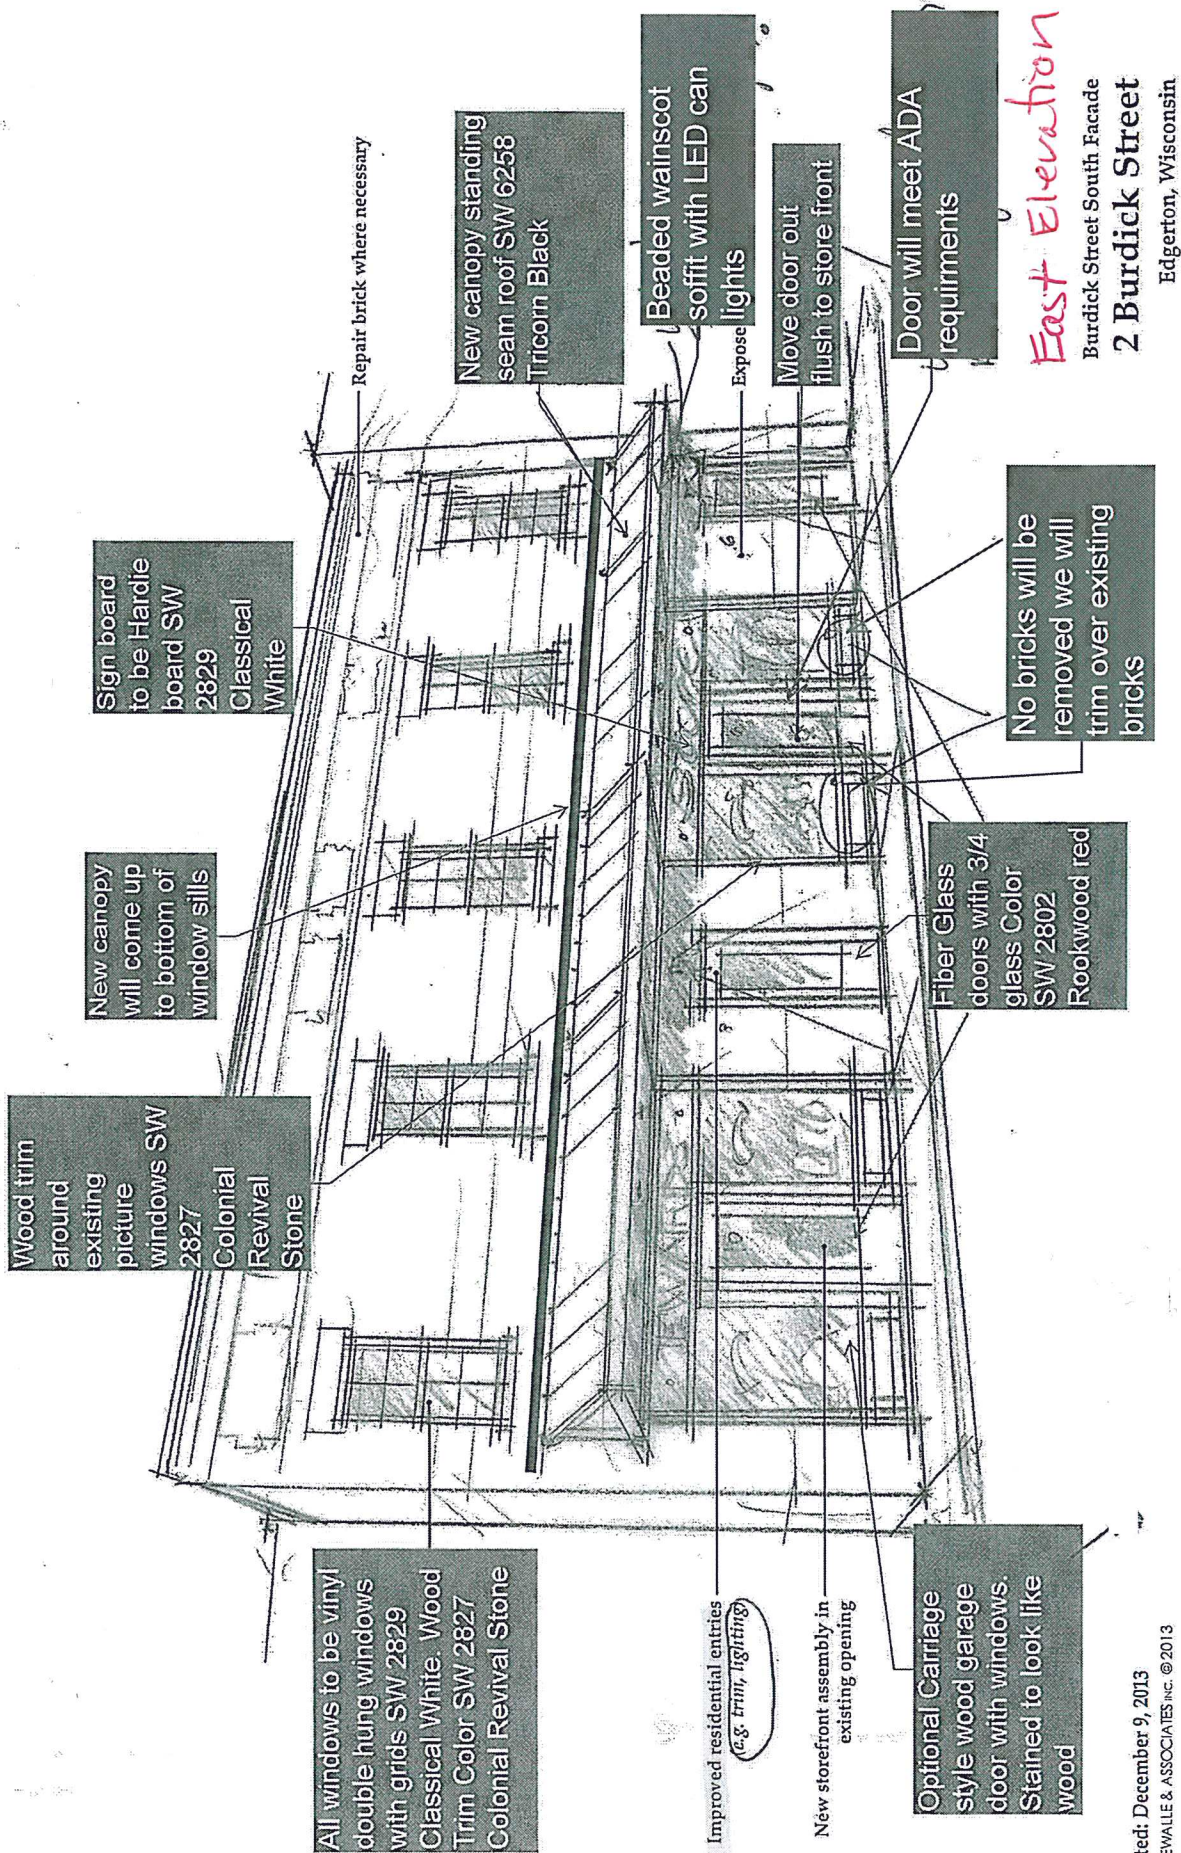 Wood trim
around
existing
picture
windows SW
2827
Colonial
Revival
Stone
New canopy
will come up
to bottom of
window sills
Sign board
to be Hardie
board SW
2829
Classical
White
Repair brick where necessary
New canopy standing
seam roof SW 6258
Tricorn Black
Beaded wainscot
soffit with LED can
lights
Expose
Move door out
flush to store front
Door will meet ADA
requirments
All windows to be vinyl
double hung windows
with grids SW 2829
Classical White. Wood
Trim Color SW 2827
Colonial Revival Stone
Improved residential entries
(e.g. trim, lighting)
New storefront assembly in
existing opening
Optional Carriage
style wood garage
door with windows.
Stained to look like
wood
Fiber Glass
doors with 3/4
glass Color
SW 2802
Rookwood red
No bricks will be
removed we will
trim over existing
bricks
East Elevation
Burdick Street South Facade
2 Burdick Street
Edgerton, Wisconsin
ted: December 9, 2013
EWALLE & ASSOCIATES INC. ©2013